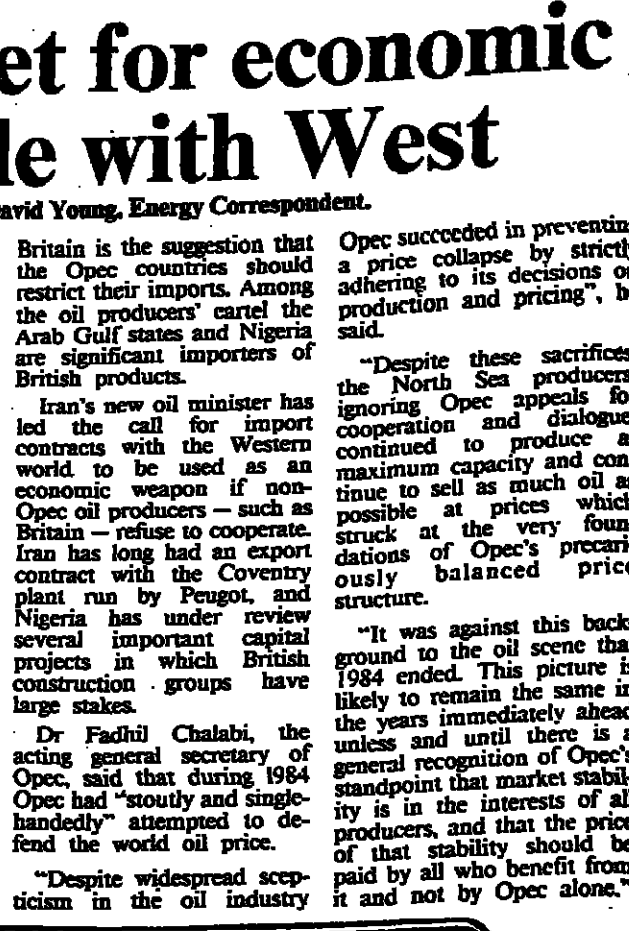 et for economic
le with West
avid Young, Energy Correspondent.
Britain is the suggestion that
the Opec countries should
restrict their imports. Among
the oil producers' cartel the
Arab Gulf states and Nigeria
are significant importers of
British products.
Iran's new oil minister has
led the call for import
contracts with the Western
world to be used as an
economic weapon if non-
Opec oil producers — such as
Britain — refuse to cooperate.
Iran has long had an export
contract with the Coventry
plant run by Peugot, and
Nigeria has under review
several important capital
projects in which British
construction groups have
large stakes.
Dr Fadhil Chalabi, the
acting general secretary of
Opec, said that during 1984
Opec had "stoutly and single-
handedly" attempted to de-
fend the world oil price.
"Despite widespread scep-
ticism in the oil industry
Opec succeeded in preventin
a price collapse by strictl
adhering to its decisions o
production and pricing", h
said.
"Despite these sacrifices
the North Sea producers
ignoring Opec appeals fo
cooperation and dialogue
continued to produce a
maximum capacity and con
tinue to sell as much oil a
possible at prices which
struck at the very foun
dations of Opec's precari
ously balanced price
structure.
"It was against this back
ground to the oil scene tha
1984 ended. This picture i
likely to remain the same i
the years immediately ahead
unless and until there is a
general recognition of Opec's
standpoint that market stabil
ity is in the interests of al
producers, and that the price
of that stability should be
paid by all who benefit from
it and not by Opec alone."